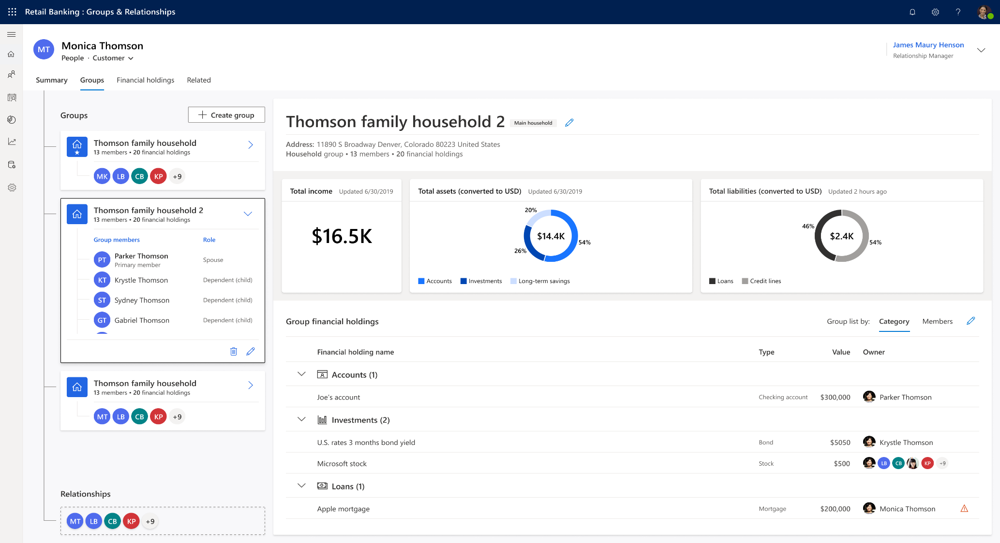 Retail Banking : Groups & Relationships
MT
Monica Thomson
People · Customer
James Maury Henson
Relationship Manager
Summary
Groups
Financial holdings
Related
Groups
Create group
Thomson family household
13 members • 20 financial holdings
MK LB CB KP +9
Thomson family household 2
13 members • 20 financial holdings
Group members Role
PT Parker Thomson
Primary member
Spouse
KT Krystle Thomson Dependent (child)
ST Sydney Thomson Dependent (child)
GT Gabriel Thomson Dependent (child)
Thomson family household
13 members • 20 financial holdings
MT LB CB KP +9
Relationships
MT LB CB KP +9
Thomson family household 2 Main household
Address: 11890 S Broadway Denver, Colorado 80223 United States
Household group • 13 members • 20 financial holdings
Total income Updated 6/30/2019
$16.5K
Total assets (converted to USD) Updated 6/30/2019
20%
$14.4K
54%
26%
Accounts Investments Long-term savings
Total liabilities (converted to USD) Updated 2 hours ago
46%
$2.4K
54%
Loans Credit lines
Group financial holdings
Group list by: Category Members
Financial holding name Type Value Owner
Accounts (1)
Joe's account Checking account $300,000 Parker Thomson
Investments (2)
U.S. rates 3 months bond yield Bond $5050 Krystle Thomson
Microsoft stock Stock $500 LB CB KP +9
Loans (1)
Apple mortgage Mortgage $200,000 Monica Thomson